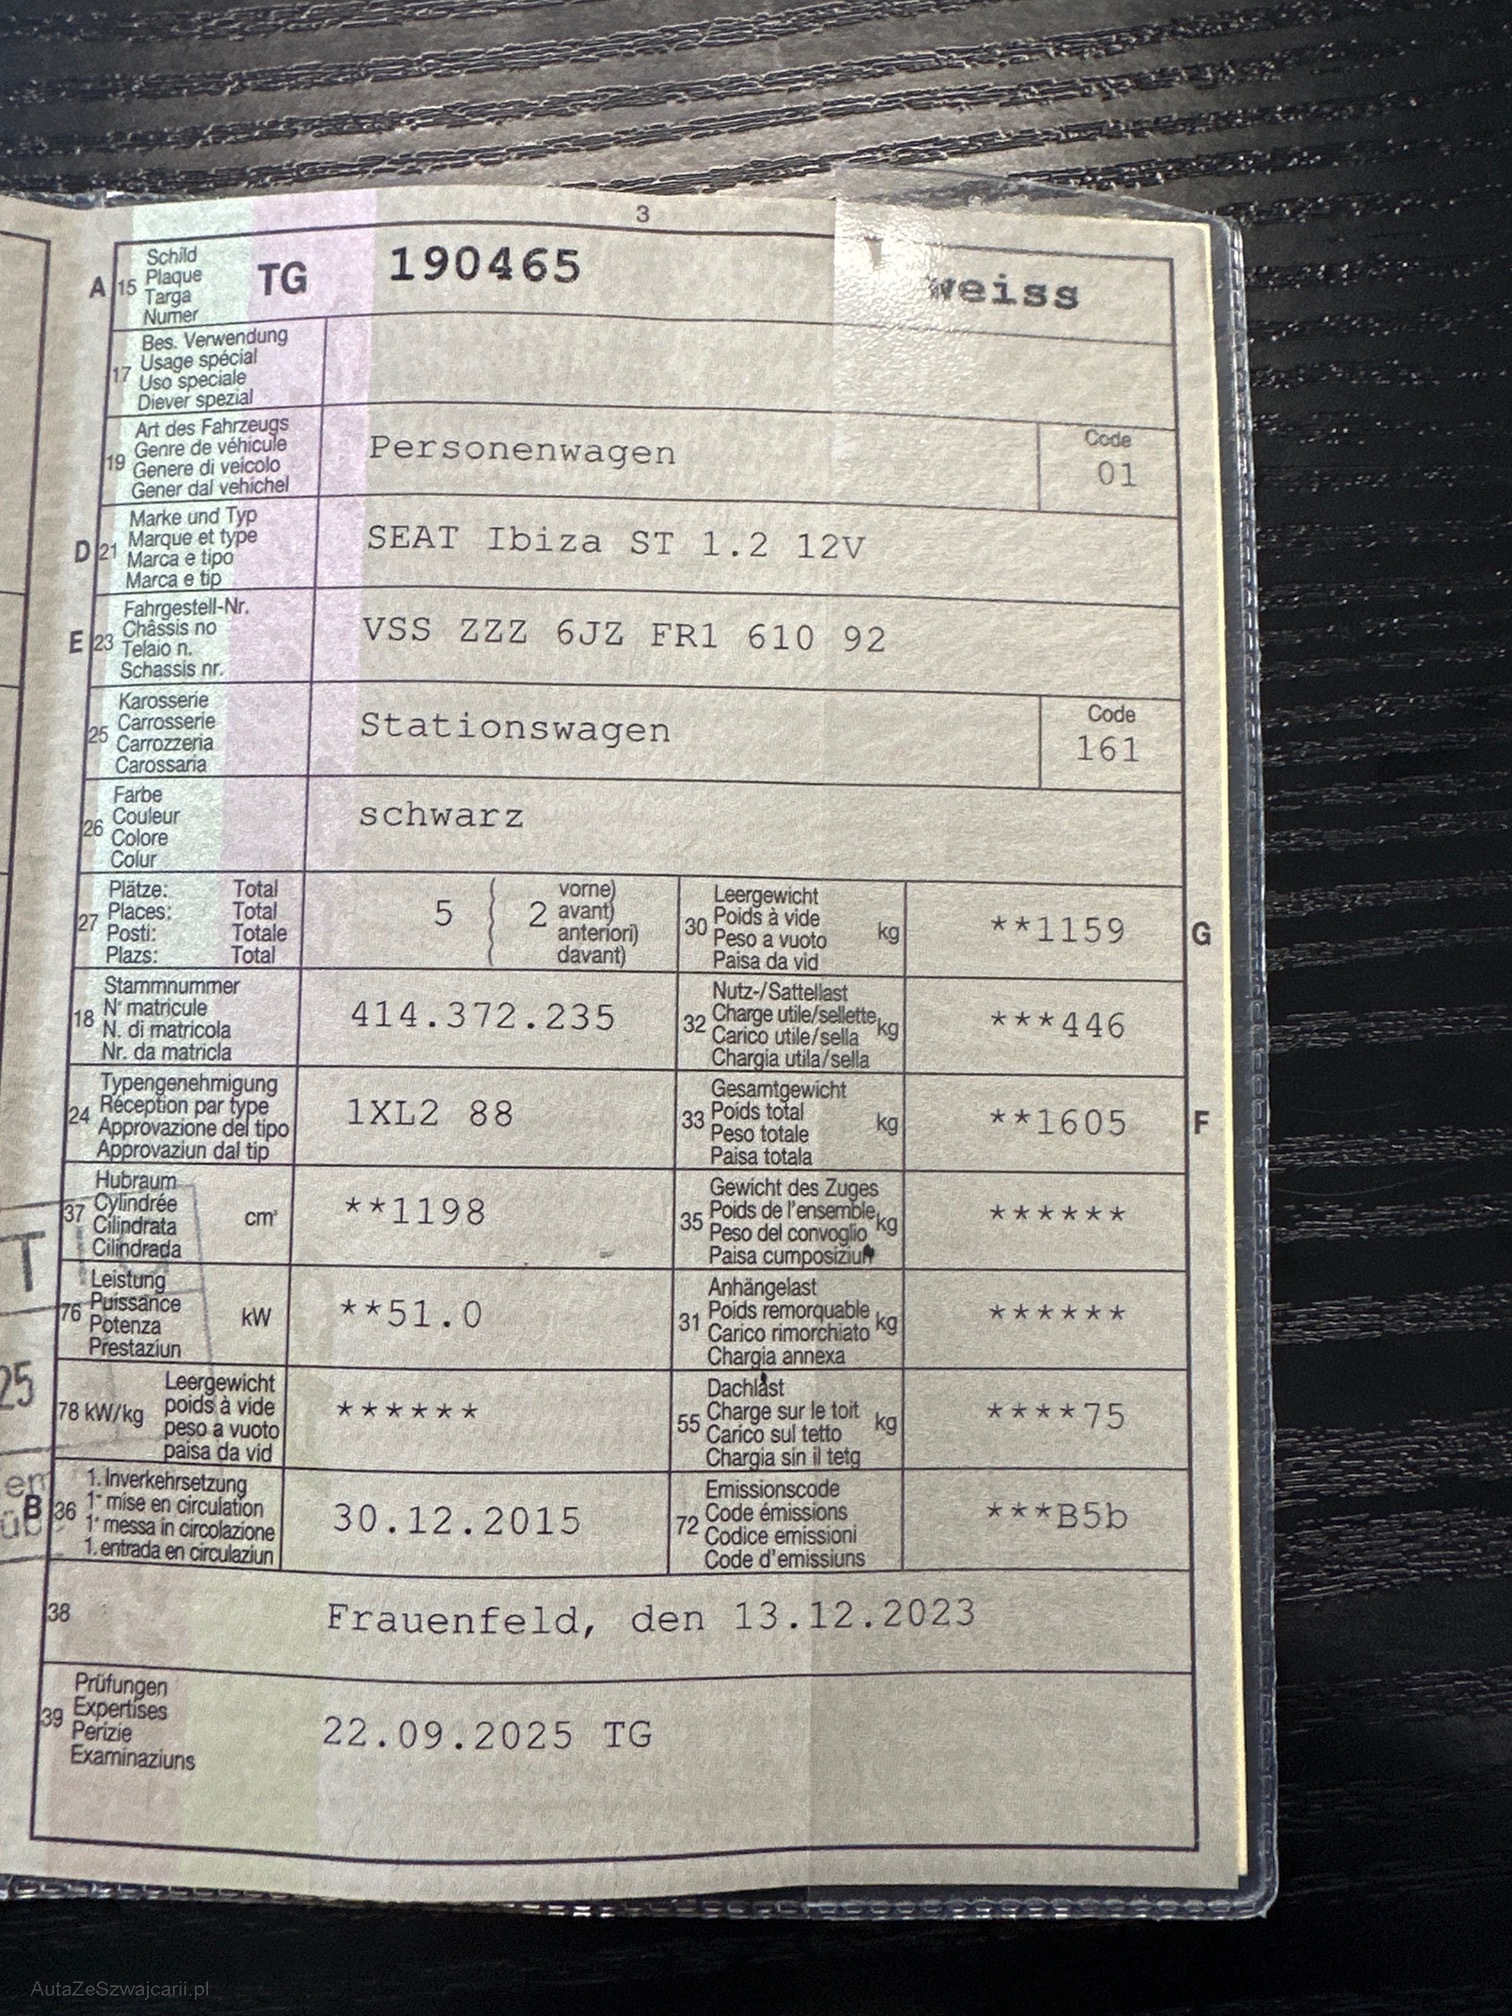 3
A 15 Schild
Plaque
Targa
Numer
TG 190465 weiss
17 Bes. Verwendung
Usage spécial
Uso speciale
Diever spezial
19 Art des Fahrzeugs
Genre de véhicule
Genere di veicolo
Gener dal vehichel
Personenwagen
Code
01
D 21 Marke und Typ
Marque et type
Marca e tipo
Marca e tip
SEAT Ibiza ST 1.2 12V
E 23 Fahrgestell-Nr.
Châssis no
Telaio n.
Schassis nr.
VSS ZZZ 6JZ FR1 610 92
25 Karosserie
Carrosserie
Carrozzeria
Carossaria
Stationswagen
Code
161
26 Farbe
Couleur
Colore
Colur
schwarz
27 Plätze: Total
Places: Total
Posti: Totale
Plazs: Total
5 ( 2 vorne)
avant)
anteriori)
davant)
30 Leergewicht
Poids à vide
Peso a vuoto
Paisa da vid
kg
**1159
G
18 Stammnummer
N° matricule
N. di matricola
Nr. da matricla
414.372.235
32 Nutz-/Sattellast
Charge utile/sellette
Carico utile/sella
Chargia utila/sella
kg
***446
24 Typengenehmigung
Réception par type
Approvazione del tipo
Approvaziun dal tip
1XL2 88
33 Gesamtgewicht
Poids total
Peso totale
Paisa totala
kg
**1605
F
37 Hubraum
Cylindrée
Cilindrata
Cilindrada
cm³
**1198
35 Gewicht des Zuges
Poids de l'ensemble
Peso del convoglio
Paisa cumposiziun
kg
******
76 Leistung
Puissance
Potenza
Prestaziun
kW
**51.0
31 Anhängelast
Poids remorquable
Carico rimorchiato
Chargia annexa
kg
******
78 kW/kg Leergewicht
poids à vide
peso a vuoto
paisa da vid
******
55 Dachlast
Charge sur le toit
Carico sul tetto
Chargia sin il tetg
kg
****75
B 36 1. Inverkehrsetzung
1re mise en circulation
1a messa in circolazione
1. entrada en circulaziun
30.12.2015
72 Emissionscode
Code émissions
Codice emissioni
Code d'emissiuns
***B5b
38
Frauenfeld, den 13.12.2023
39 Prüfungen
Expertises
Perizie
Examinaziuns
22.09.2025 TG
T
25
en
AutaZeSzwajcarii.pl